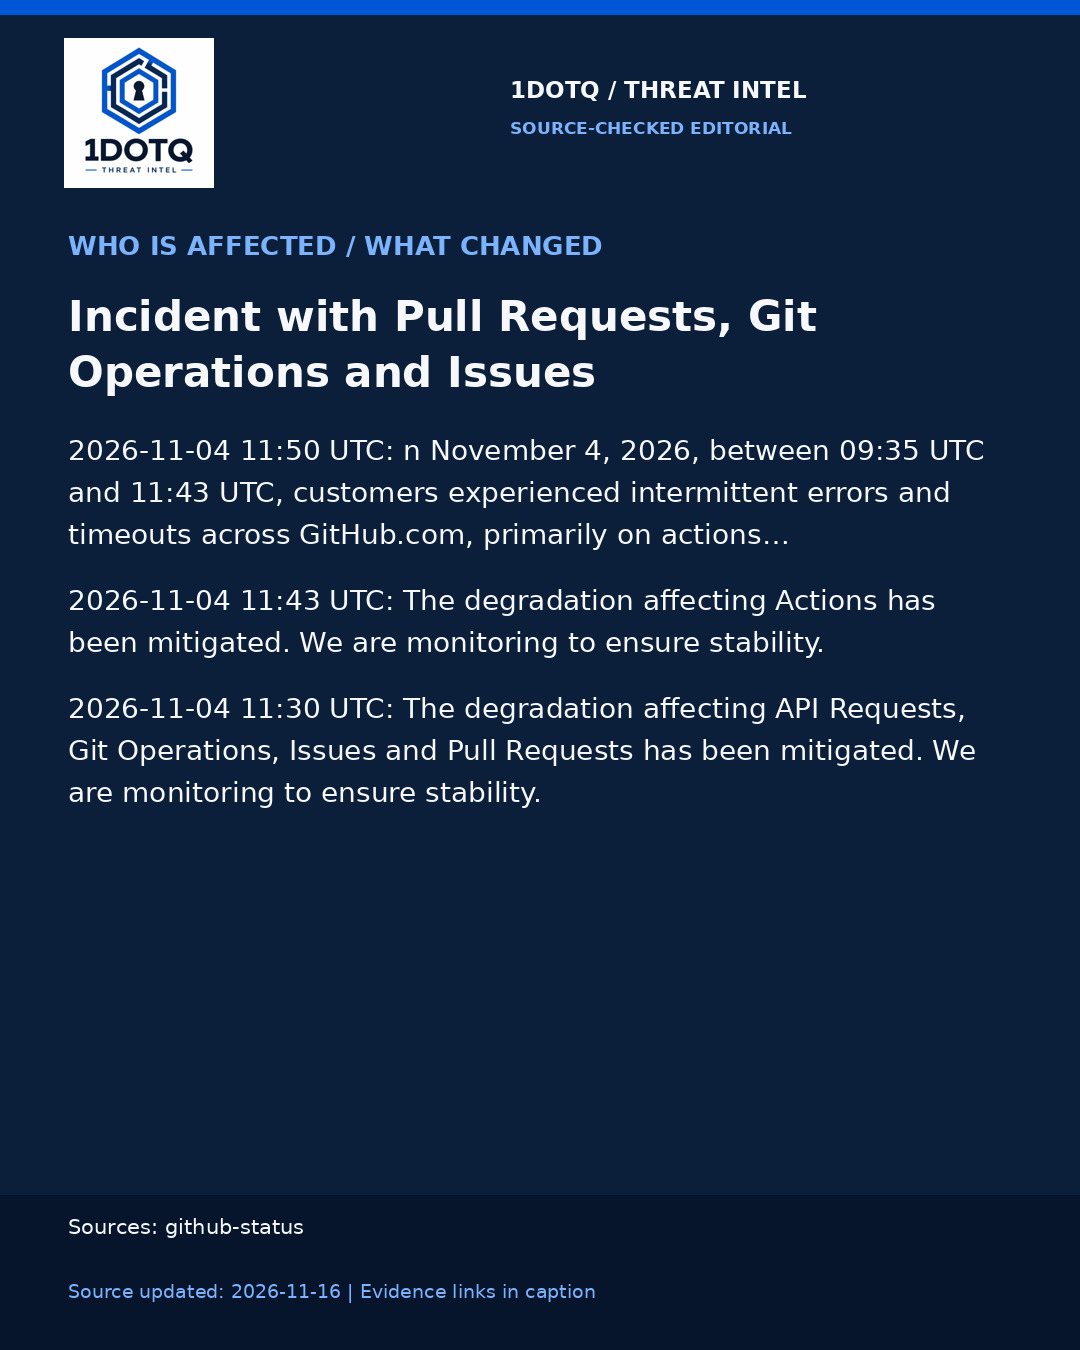 1DOTQ
THREAT INTEL
1DOTQ / THREAT INTEL
SOURCE-CHECKED EDITORIAL
WHO IS AFFECTED / WHAT CHANGED
Incident with Pull Requests, Git
Operations and Issues
2026-11-04 11:50 UTC: n November 4, 2026, between 09:35 UTC
and 11:43 UTC, customers experienced intermittent errors and
timeouts across GitHub.com, primarily on actions…
2026-11-04 11:43 UTC: The degradation affecting Actions has
been mitigated. We are monitoring to ensure stability.
2026-11-04 11:30 UTC: The degradation affecting API Requests,
Git Operations, Issues and Pull Requests has been mitigated. We
are monitoring to ensure stability.
Sources: github-status
Source updated: 2026-11-16 | Evidence links in caption